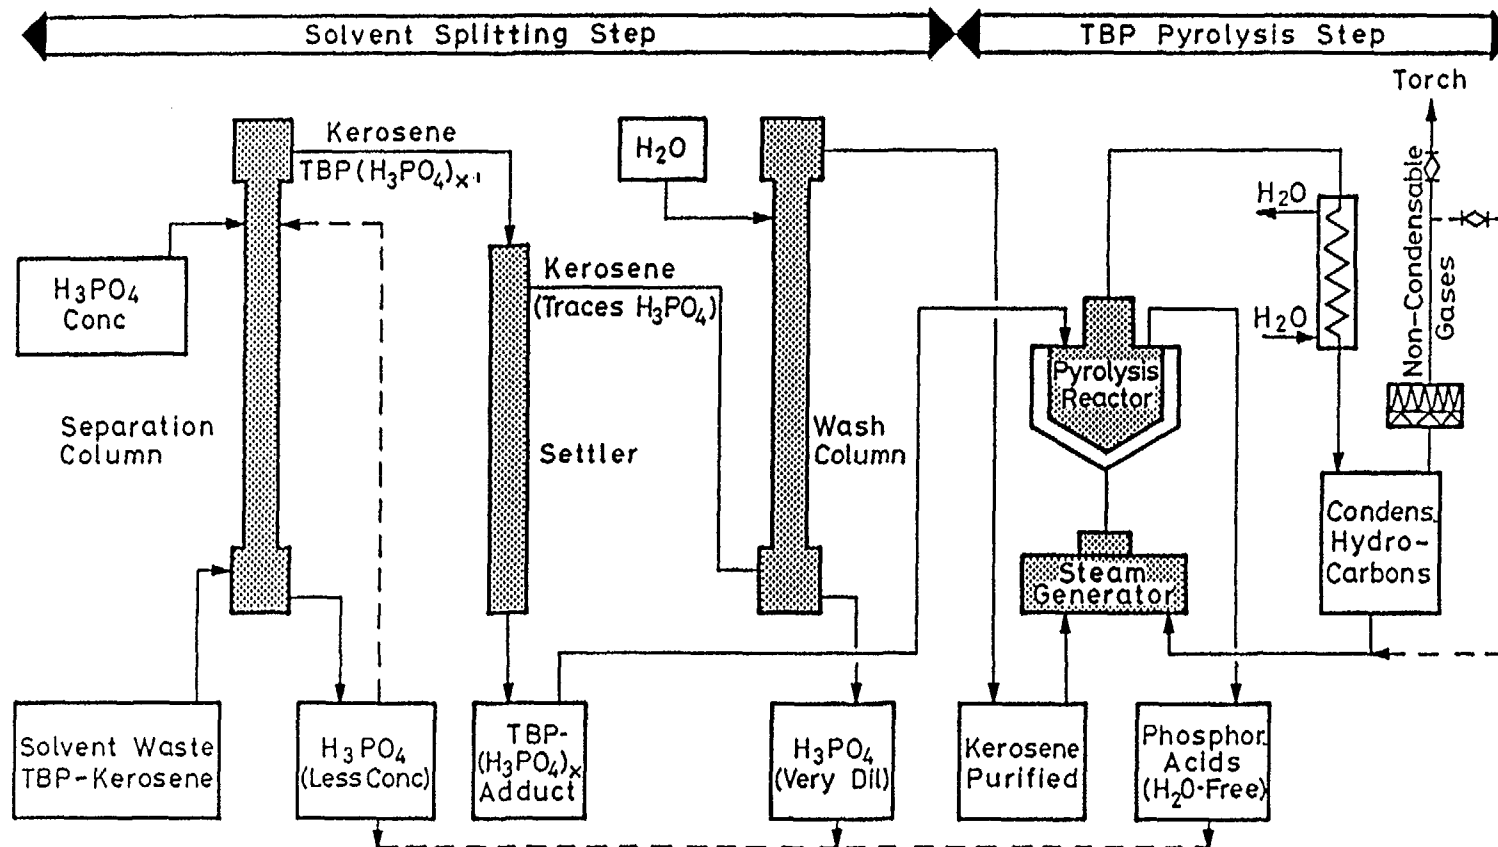 Solvent Splitting Step
TBP Pyrolysis Step
Torch
Kerosene
TBP(H₃PO₄)ₓ₋₁
H₂O
H₂O
Non-Condensable
Gases
H₃PO₄
Conc
Kerosene
(Traces H₃PO₄)
H₂O
Pyrolysis
Reactor
Separation
Column
Settler
Wash
Column
Condens.
Hydro-
Carbons
Steam
Generator
Solvent Waste
TBP-Kerosene
H₃PO₄
(Less Conc)
TBP-
(H₃PO₄)ₓ
Adduct
H₃PO₄
(Very Dil)
Kerosene
Purified
Phosphor.
Acids
(H₂O-Free)